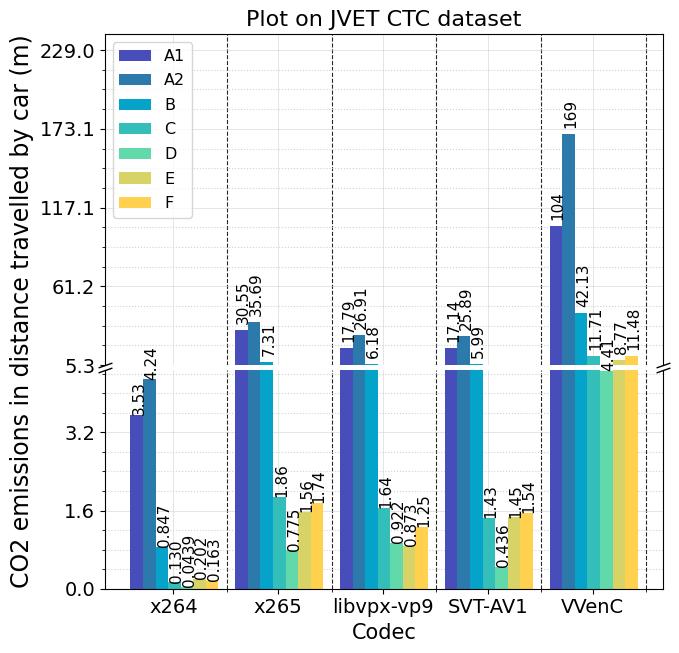 Plot on JVET CTC dataset
CO2 emissions in distance travelled by car (m)
229.0
173.1
117.1
61.2
5.3
3.2
1.6
0.0
A1
A2
B
C
D
E
F
3.53
4.24
0.847
0.130
0.0439
0.202
0.163
30.55
35.69
7.31
1.86
0.775
1.56
1.74
17.79
26.91
6.18
1.64
0.922
0.873
1.25
17.14
25.89
5.99
1.43
0.436
1.45
1.54
104
169
42.13
11.71
4.41
8.77
11.48
x264
x265
libvpx-vp9
SVT-AV1
VVenC
Codec